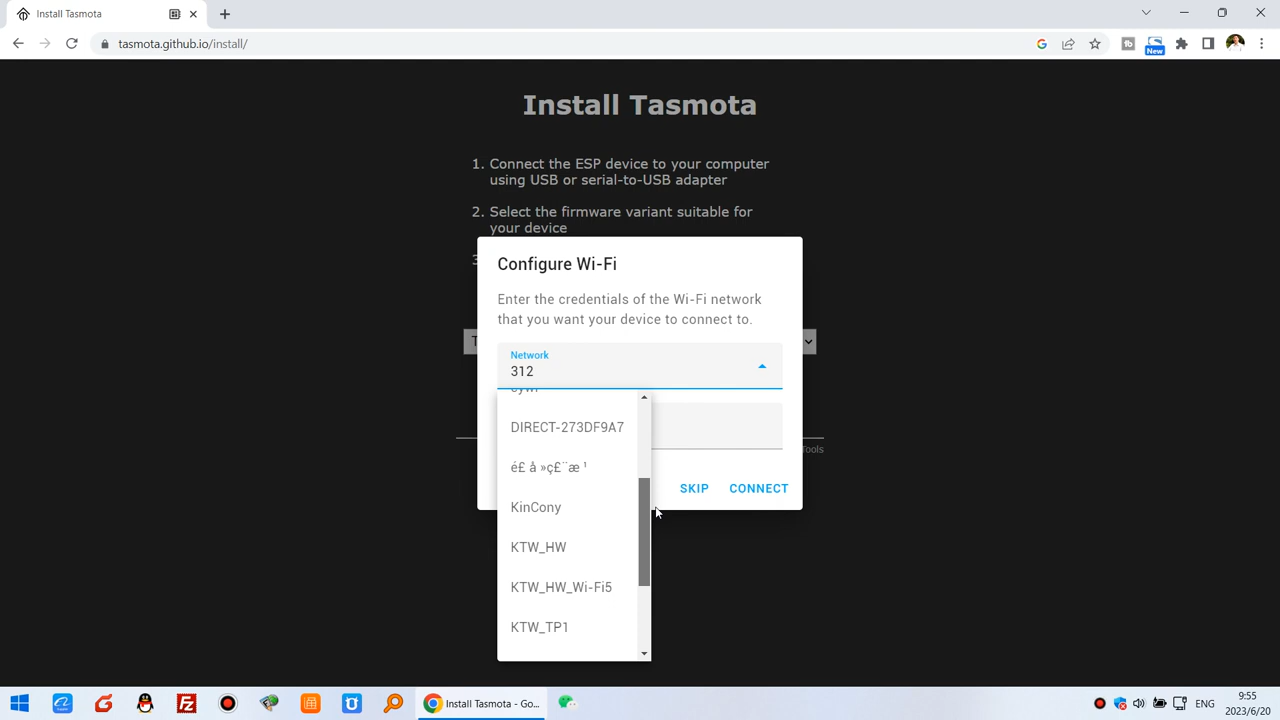 Install Tasmota
tasmota.github.io/install/
New
Install Tasmota
1. Connect the ESP device to your computer
using USB or serial-to-USB adapter
2. Select the firmware variant suitable for
your device
3
Configure Wi-Fi
Enter the credentials of the Wi-Fi network
that you want your device to connect to.
Network
312
DIRECT-273DF9A7
KinCony
KTW_HW
KTW_HW_Wi-Fi5
KTW_TP1
Tools
SKIP CONNECT
Install Tasmota - Go...
ENG
9:55
2023/6/20